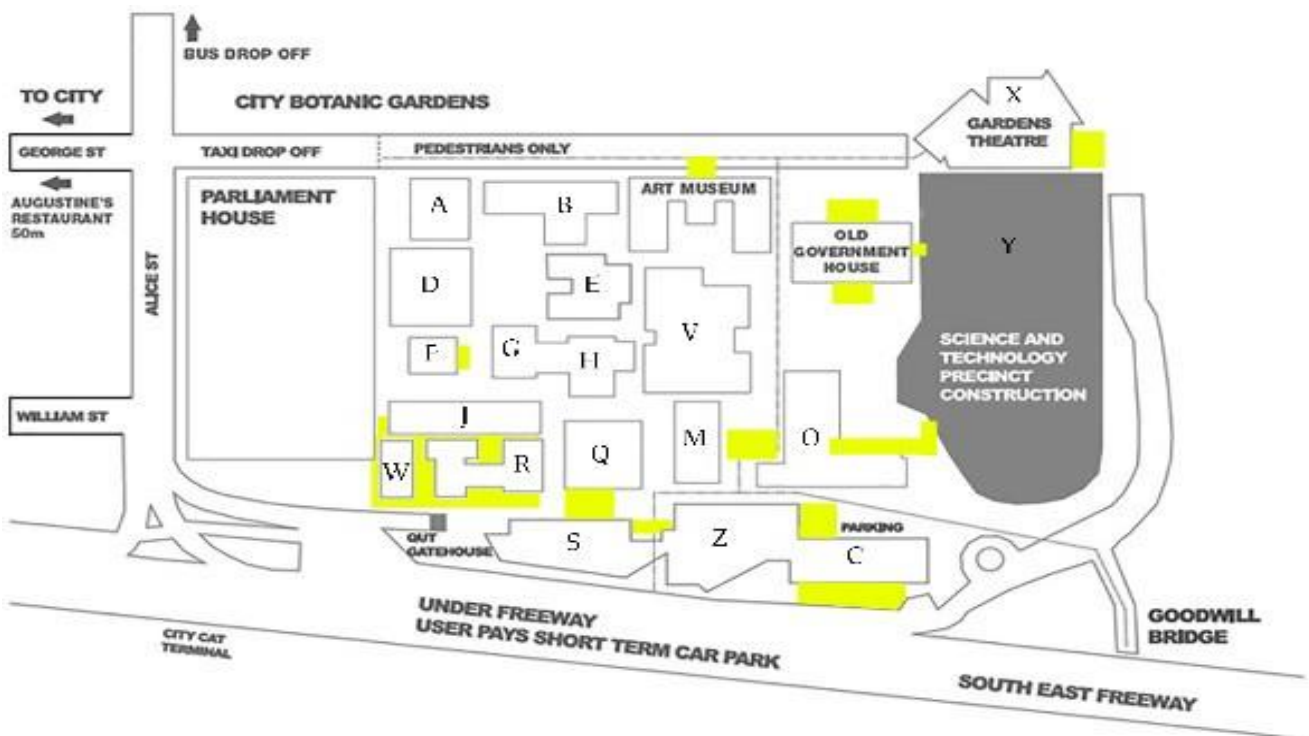 BUS DROP OFF
TO CITY
CITY BOTANIC GARDENS
X
GARDENS
THEATRE
GEORGE ST
TAXI DROP OFF
PEDESTRIANS ONLY
AUGUSTINE'S
RESTAURANT
50m
PARLIAMENT
HOUSE
A
B
ART MUSEUM
OLD
GOVERNMENT
HOUSE
Y
ALICE ST
D
E
V
F
G
H
SCIENCE AND
TECHNOLOGY
PRECINCT
CONSTRUCTION
WILLIAM ST
J
W
R
Q
M
O
QUT
GATEHOUSE
S
Z
PARKING
C
UNDER FREEWAY
USER PAYS SHORT TERM CAR PARK
GOODWILL
BRIDGE
CITY CAT
TERMINAL
SOUTH EAST FREEWAY